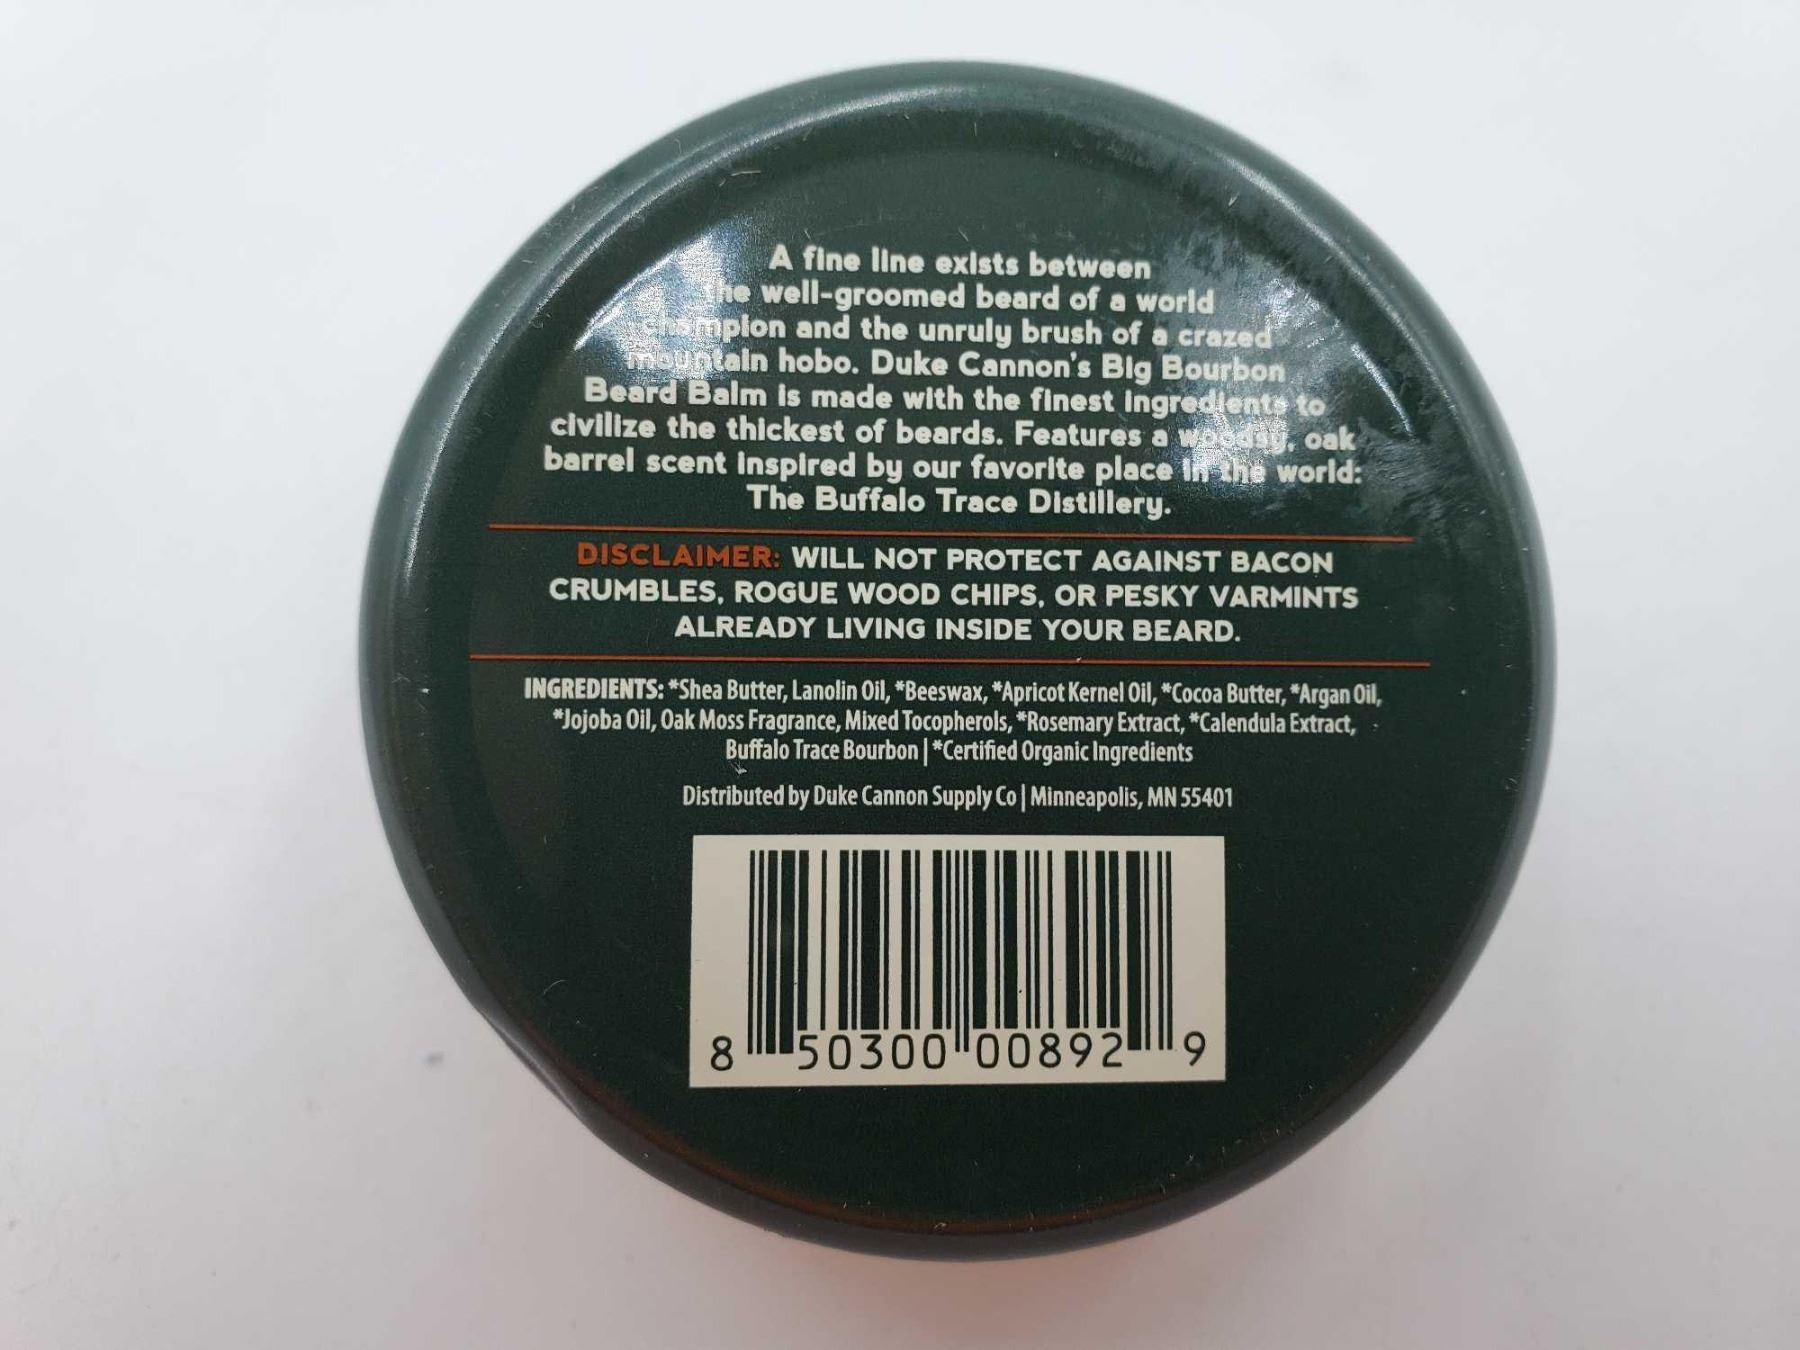 A fine line exists between
the well-groomed beard of a world
champion and the unruly brush of a crazed
mountain hobo. Duke Cannon's Big Bourbon
Beard Balm is made with the finest ingredients to
civilize the thickest of beards. Features a woodsy, oak
barrel scent inspired by our favorite place in the world:
The Buffalo Trace Distillery.
DISCLAIMER: WILL NOT PROTECT AGAINST BACON
CRUMBLES, ROGUE WOOD CHIPS, OR PESKY VARMINTS
ALREADY LIVING INSIDE YOUR BEARD.
INGREDIENTS: *Shea Butter, Lanolin Oil, *Beeswax, *Apricot Kernel Oil, *Cocoa Butter, *Argan Oil,
*Jojoba Oil, Oak Moss Fragrance, Mixed Tocopherols, *Rosemary Extract, *Calendula Extract,
Buffalo Trace Bourbon | *Certified Organic Ingredients
Distributed by Duke Cannon Supply Co | Minneapolis, MN 55401
8 50300 00892 9